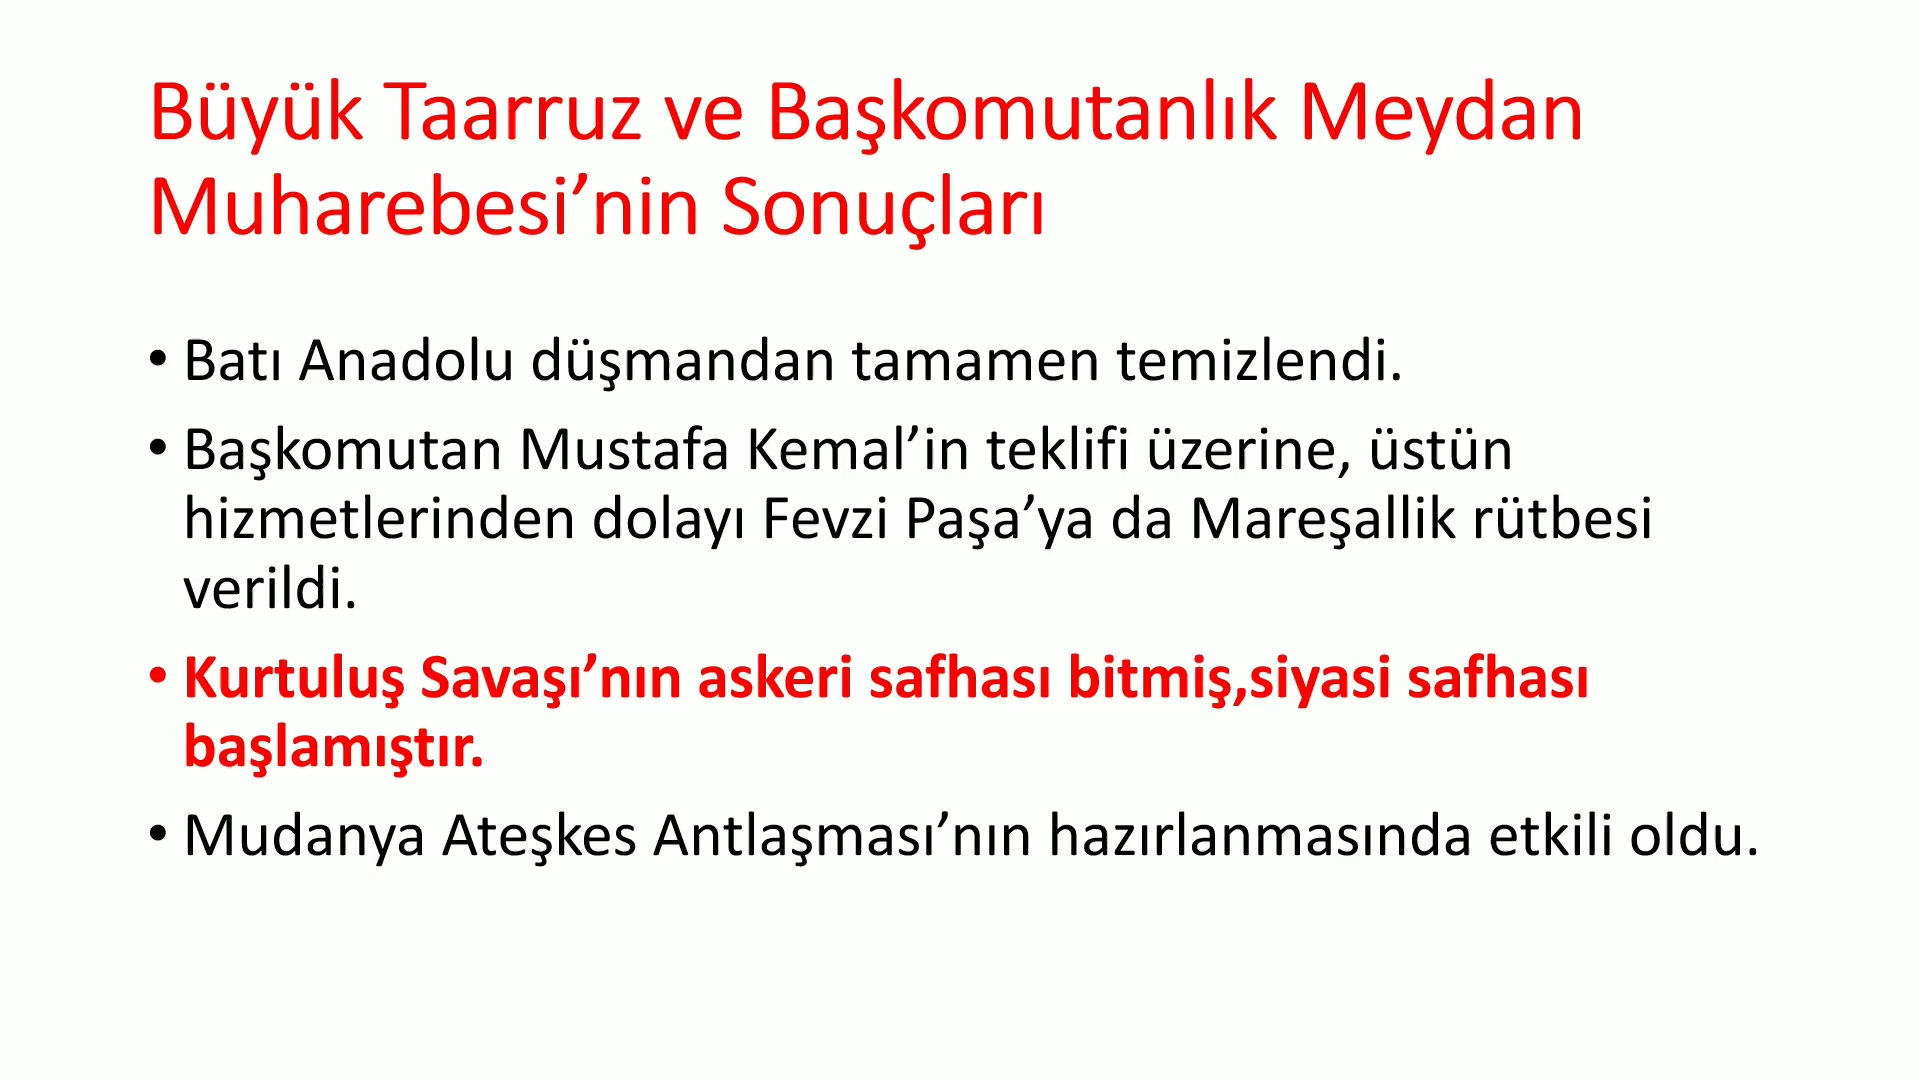 Büyük Taarruz ve Başkomutanlık Meydan
Muharebesi’nin Sonuçları
• Batı Anadolu düşmandan tamamen temizlendi.
• Başkomutan Mustafa Kemal’in teklifi üzerine, üstün
hizmetlerinden dolayı Fevzi Paşa’ya da Mareşallik rütbesi
verildi.
• Kurtuluş Savaşı’nın askeri safhası bitmiş,siyasi safhası
başlamıştır.
• Mudanya Ateşkes Antlaşması’nın hazırlanmasında etkili oldu.